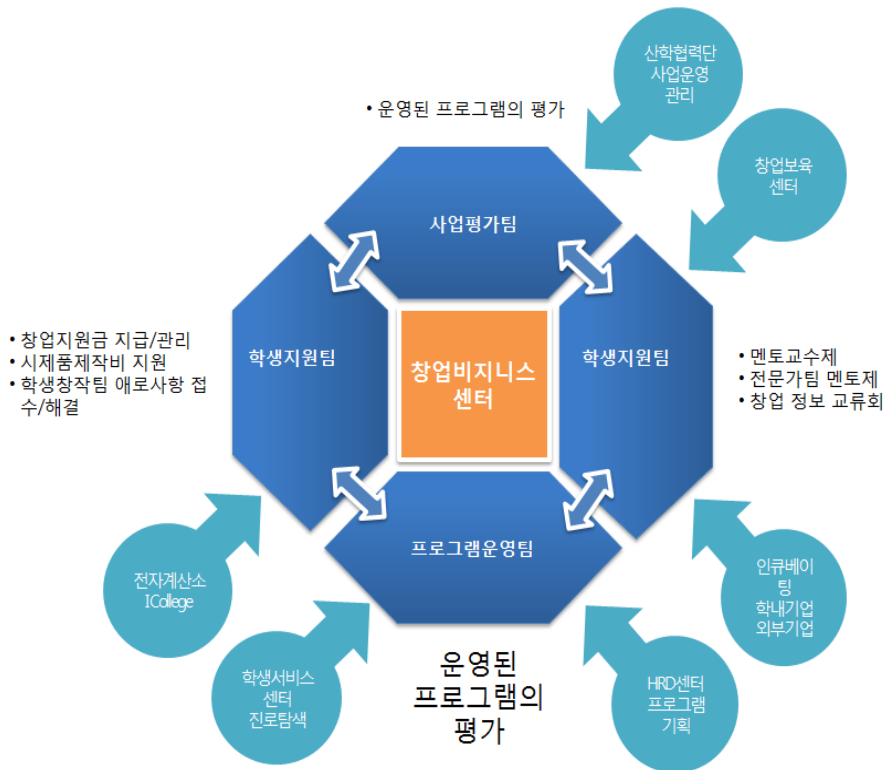 산학협력단
사업운영
관리
• 운영된 프로그램의 평가
창업보육
센터
사업평가팀
• 창업지원금 지급/관리
• 시제품제작비 지원
• 학생창작팀 애로사항 접
수/해결
학생지원팀
창업비지니스
센터
학생지원팀
• 멘토교수제
• 전문가팀 멘토제
• 창업 정보 교류회
프로그램운영팀
전자계산소
ICollege
인큐베이
팅
학내기업
외부기업
학생서비스
센터
진로탐색
운영된
프로그램의
평가
HRD센터
프로그램
기획